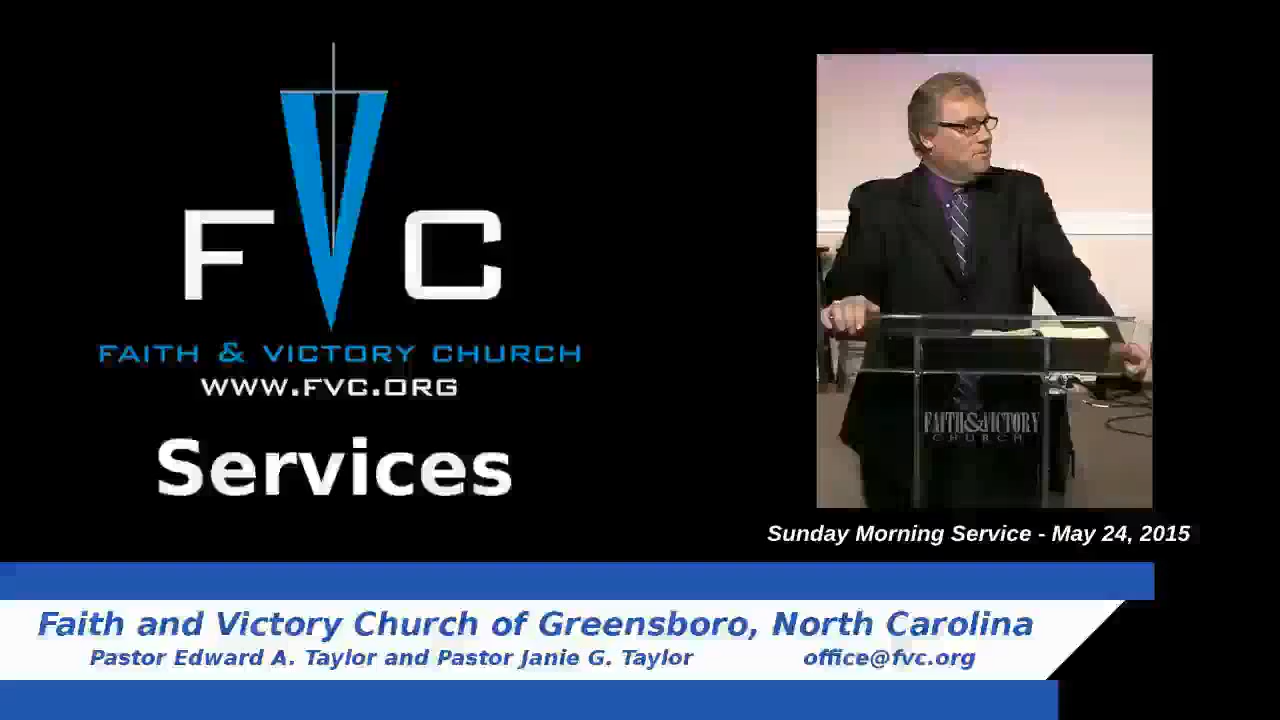 FVC
FAITH & VICTORY CHURCH
WWW.FVC.ORG
Services
FAITH&VICTORY
CHURCH
Sunday Morning Service - May 24, 2015
Faith and Victory Church of Greensboro, North Carolina
Pastor Edward A. Taylor and Pastor Janie G. Taylor office@fvc.org